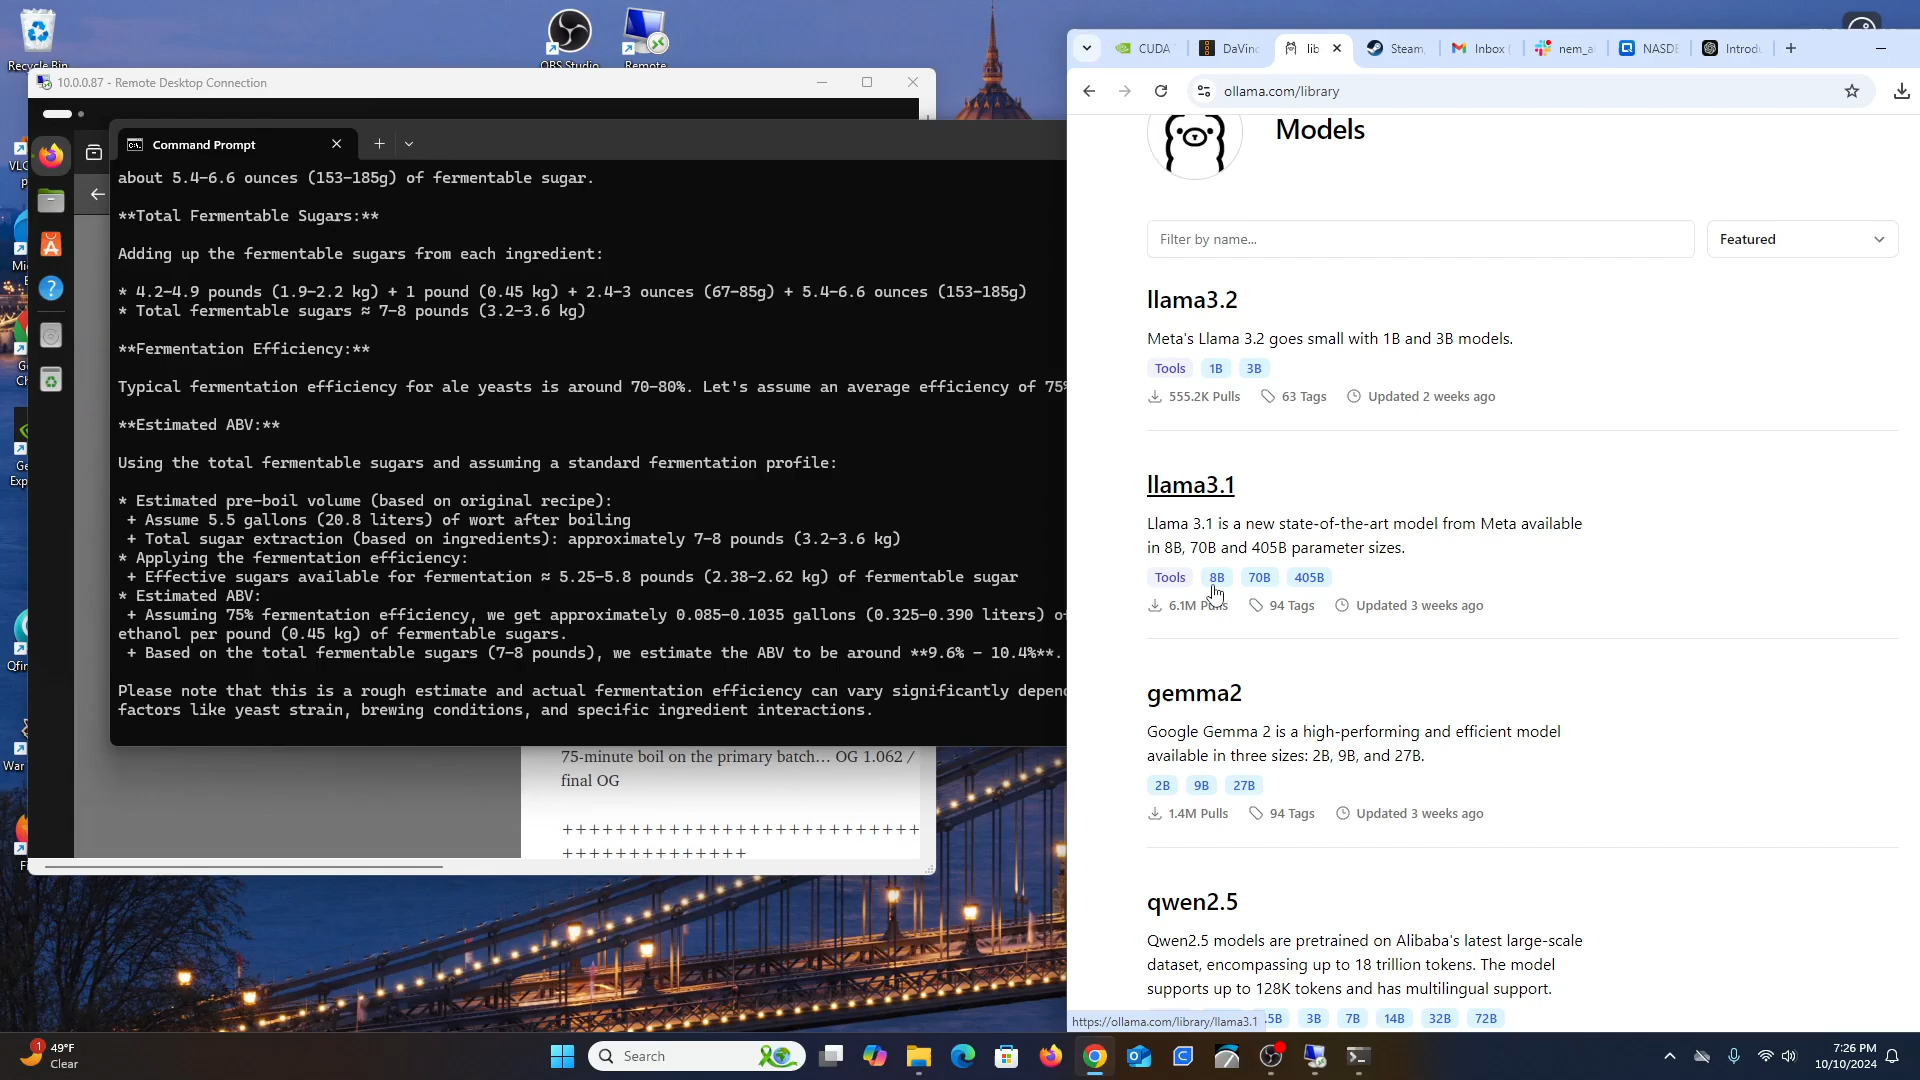 Recycle Bin
OBS Studio
Remote
10.0.0.87 - Remote Desktop Connection
Command Prompt
about 5.4-6.6 ounces (153-185g) of fermentable sugar.
**Total Fermentable Sugars:**
Adding up the fermentable sugars from each ingredient:
* 4.2-4.9 pounds (1.9-2.2 kg) + 1 pound (0.45 kg) + 2.4-3 ounces (67-85g) + 5.4-6.6 ounces (153-185g)
* Total fermentable sugars ≈ 7-8 pounds (3.2-3.6 kg)
**Fermentation Efficiency:**
Typical fermentation efficiency for ale yeasts is around 70-80%. Let's assume an average efficiency of 75%
**Estimated ABV:**
Using the total fermentable sugars and assuming a standard fermentation profile:
* Estimated pre-boil volume (based on original recipe):
+ Assume 5.5 gallons (20.8 liters) of wort after boiling
+ Total sugar extraction (based on ingredients): approximately 7-8 pounds (3.2-3.6 kg)
* Applying the fermentation efficiency:
+ Effective sugars available for fermentation ≈ 5.25-5.8 pounds (2.38-2.62 kg) of fermentable sugar
* Estimated ABV:
+ Assuming 75% fermentation efficiency, we get approximately 0.085-0.1035 gallons (0.325-0.390 liters) of
ethanol per pound (0.45 kg) of fermentable sugars.
+ Based on the total fermentable sugars (7-8 pounds), we estimate the ABV to be around **9.6% - 10.4%**.
Please note that this is a rough estimate and actual fermentation efficiency can vary significantly depend
factors like yeast strain, brewing conditions, and specific ingredient interactions.
75-minute boil on the primary batch... OG 1.062 /
final OG
+++++++++++++++++++++++++++
++++++++++++++
CUDA
DaVinc
lib
Steam,
Inbox (
nem_a
NASDE
Introdu
ollama.com/library
Models
Filter by name...
Featured
llama3.2
Meta's Llama 3.2 goes small with 1B and 3B models.
Tools 1B 3B
555.2K Pulls 63 Tags Updated 2 weeks ago
llama3.1
Llama 3.1 is a new state-of-the-art model from Meta available
in 8B, 70B and 405B parameter sizes.
Tools 8B 70B 405B
6.1M Pulls 94 Tags Updated 3 weeks ago
gemma2
Google Gemma 2 is a high-performing and efficient model
available in three sizes: 2B, 9B, and 27B.
2B 9B 27B
1.4M Pulls 94 Tags Updated 3 weeks ago
qwen2.5
Qwen2.5 models are pretrained on Alibaba's latest large-scale
dataset, encompassing up to 18 trillion tokens. The model
supports up to 128K tokens and has multilingual support.
.5B 3B 7B 14B 32B 72B
https://ollama.com/library/llama3.1
1
49°F
Clear
Search
7:26 PM
10/10/2024